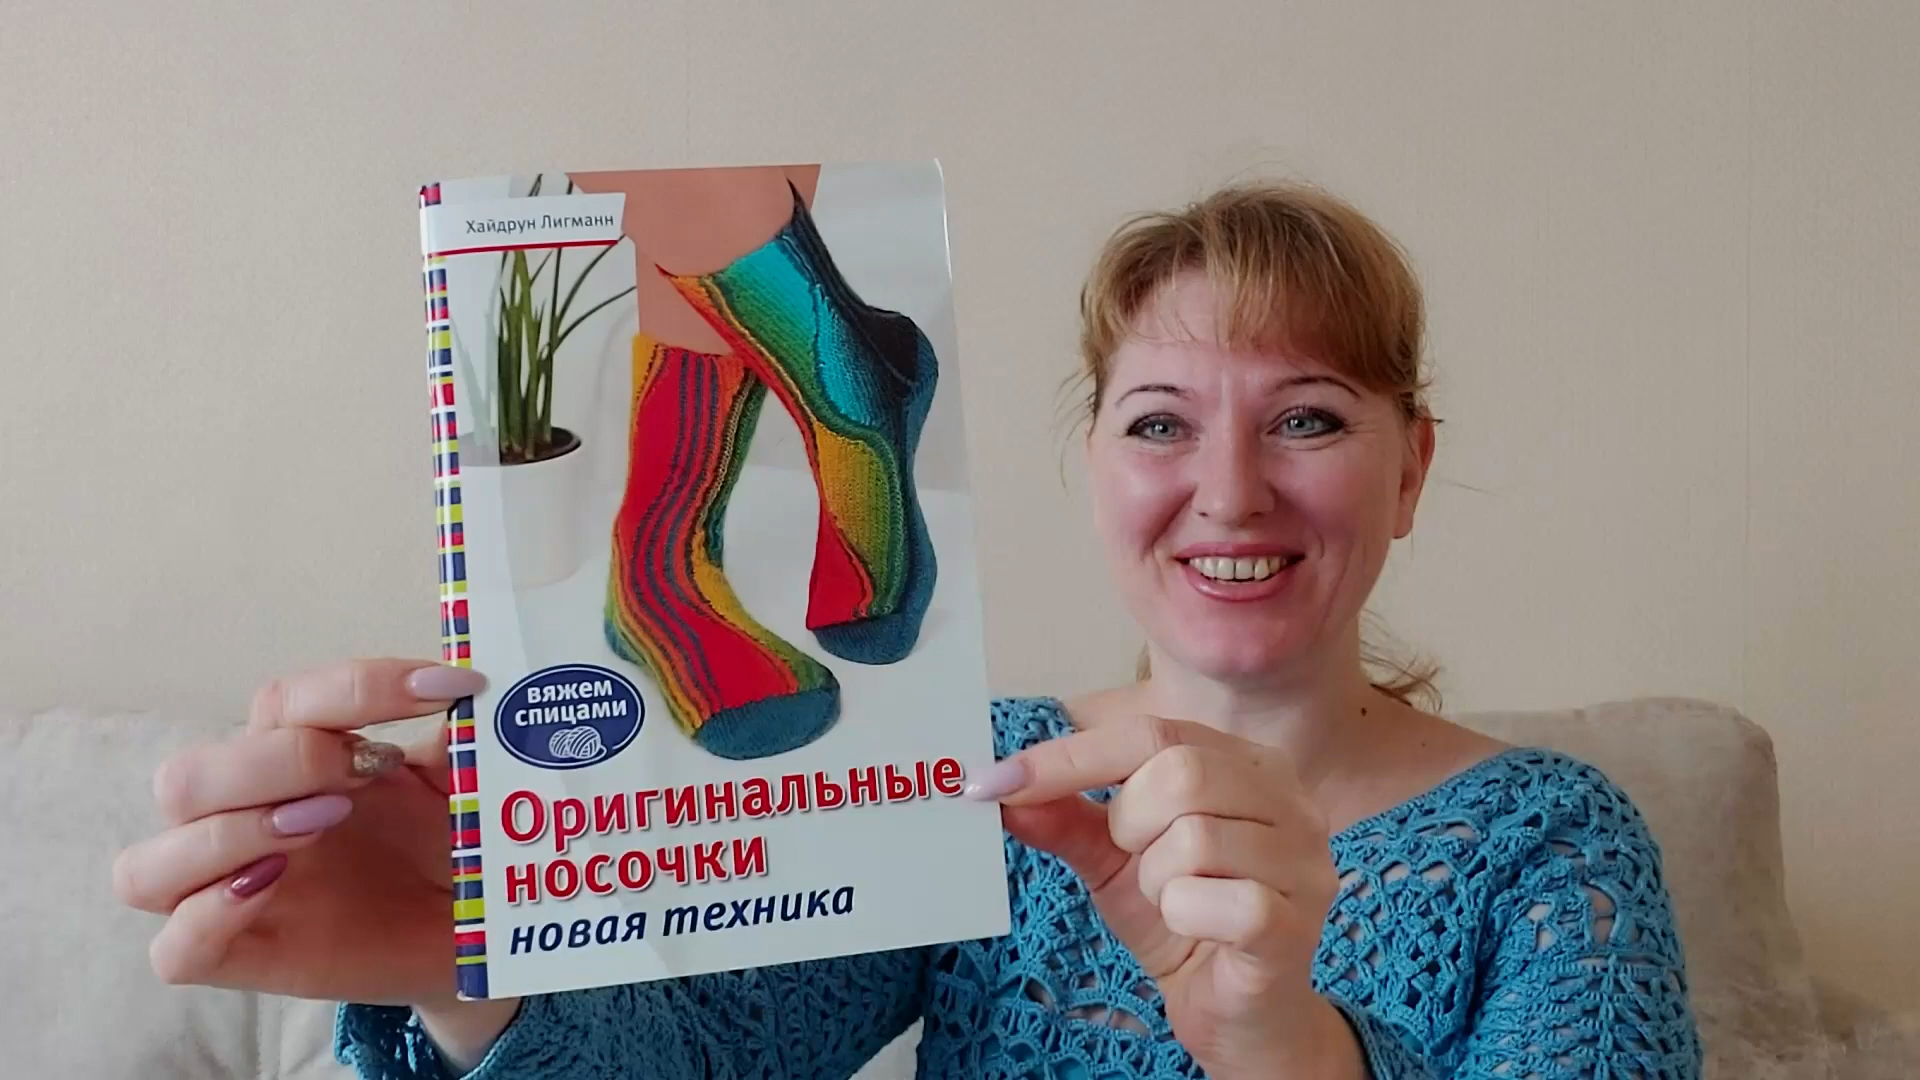 Хайдрун Лигманн
вяжем
спицами
Оригинальные
носочки
новая техника